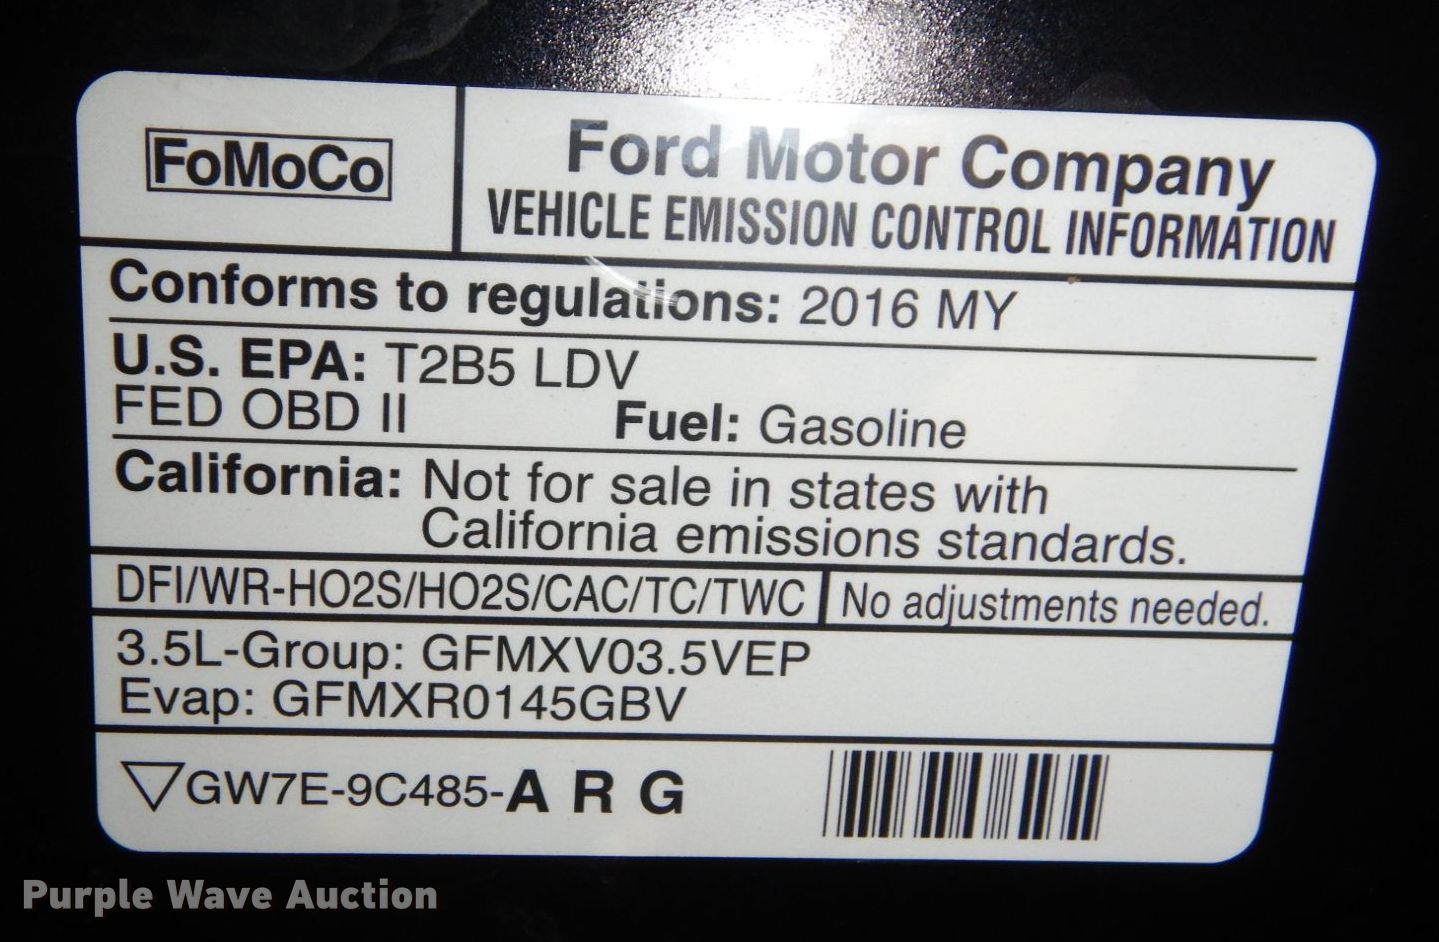 FoMoCo
Ford Motor Company
VEHICLE EMISSION CONTROL INFORMATION
Conforms to regulations: 2016 MY
U.S. EPA: T2B5 LDV
FED OBD II Fuel: Gasoline
California: Not for sale in states with
California emissions standards.
DFI/WR-HO2S/HO2S/CAC/TC/TWC No adjustments needed.
3.5L-Group: GFMXV03.5VEP
Evap: GFMXR0145GBV
GW7E-9C485-A R G
Purple Wave Auction